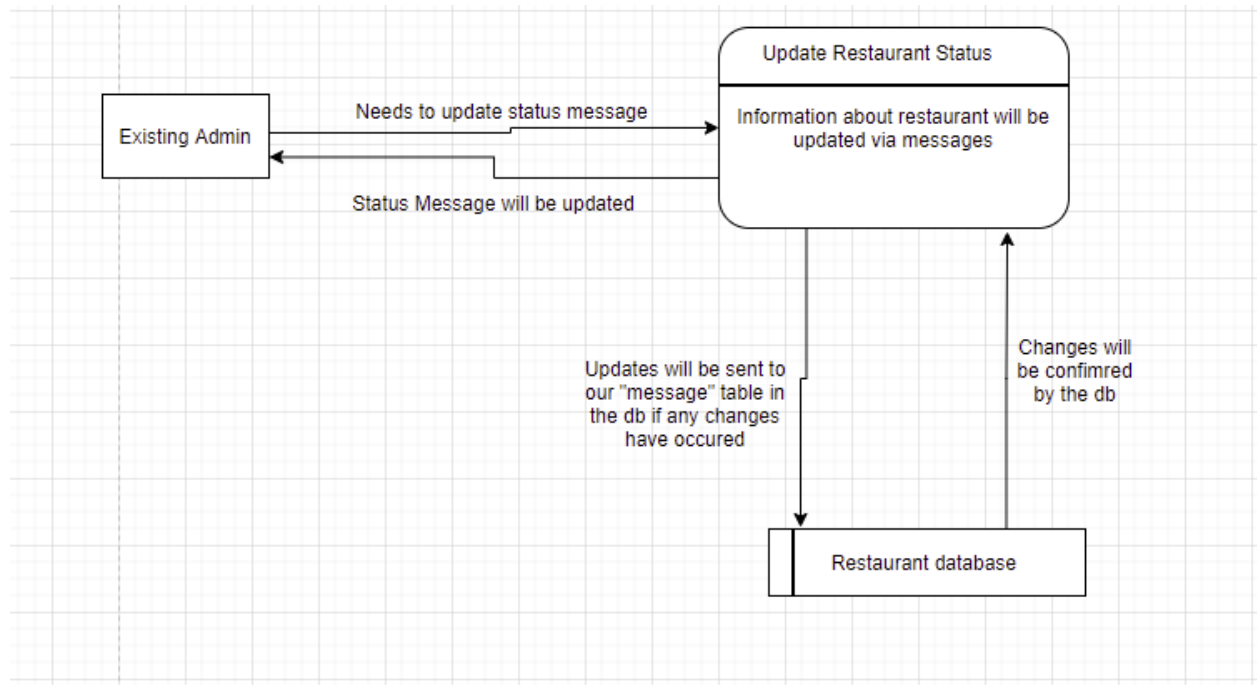 Update Restaurant Status
Existing Admin
Needs to update status message
Information about restaurant will be
updated via messages
Status Message will be updated
Updates will be sent to
our "message" table in
the db if any changes
have occured
Changes will
be confimred
by the db
Restaurant database